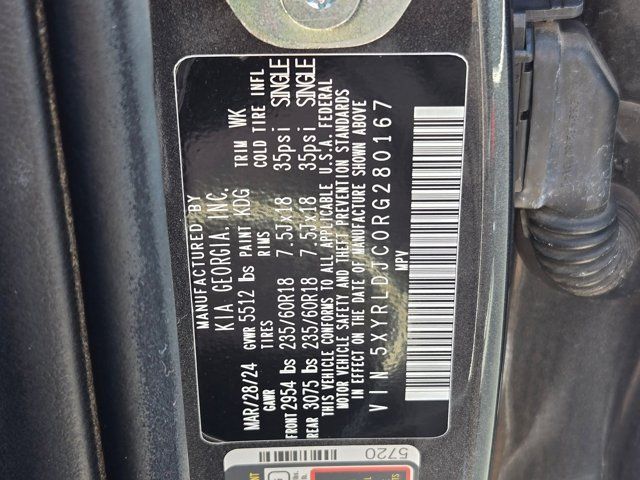 MANUFACTURED BY
KIA GEORGIA, INC.
MAR/28/24 GVWR 5512 lbs PAINT KDG TRIM WK
GAWR TIRES RIMS COLD TIRE INFL
FRONT 2954 lbs 235/60R18 7.5Jx18 35psi SINGLE
REAR 3075 lbs 235/60R18 7.5Jx18 35psi SINGLE
THIS VEHICLE CONFORMS TO ALL APPLICABLE U.S.A. FEDERAL
MOTOR VEHICLE SAFETY AND THEFT PREVENTION STANDARDS
IN EFFECT ON THE DATE OF MANUFACTURE SHOWN ABOVE
VIN 5XYRLDJC0RG280167
MPV
5720